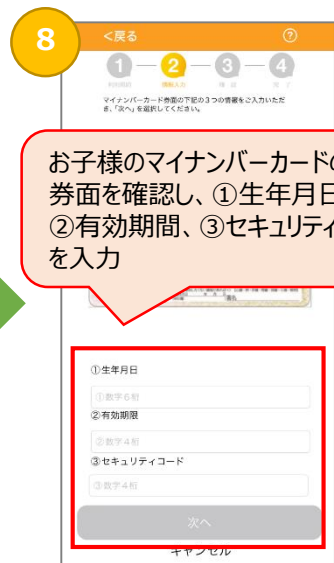 8
<戻る
?
1 2 3 4
利用規約 情報入力 確認 完了
マイナンバーカード券面の下記の3つの情報をご入力いただ
き、「次へ」を選択してください。
お子様のマイナンバーカードの
券面を確認し、①生年月日
②有効期間、③セキュリティ
を入力
署名
①生年月日
①数字6桁
②有効期限
②数字4桁
③セキュリティコード
③数字4桁
次へ
キャンセル